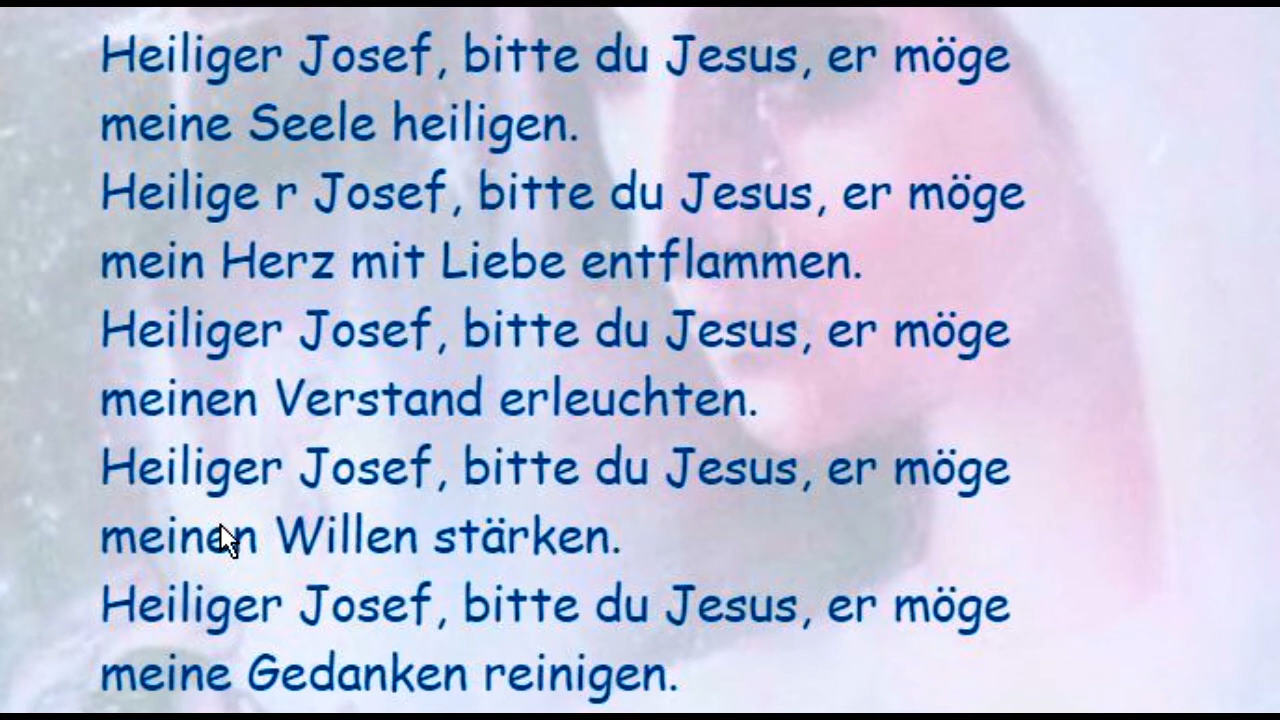 Heiliger Josef, bitte du Jesus, er möge
meine Seele heiligen.
Heilige r Josef, bitte du Jesus, er möge
mein Herz mit Liebe entflammen.
Heiliger Josef, bitte du Jesus, er möge
meinen Verstand erleuchten.
Heiliger Josef, bitte du Jesus, er möge
meinen Willen stärken.
Heiliger Josef, bitte du Jesus, er möge
meine Gedanken reinigen.